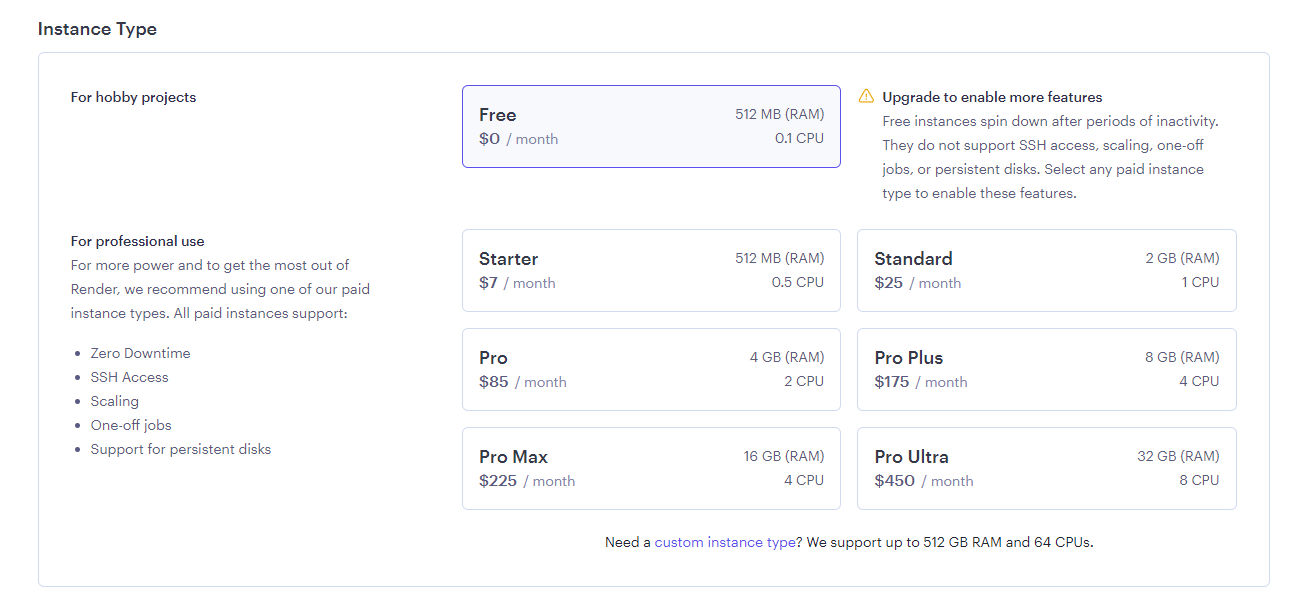 Instance Type
For hobby projects
Free
512 MB (RAM)
$0 / month
0.1 CPU
Upgrade to enable more features
Free instances spin down after periods of inactivity.
They do not support SSH access, scaling, one-off
jobs, or persistent disks. Select any paid instance
type to enable these features.
For professional use
For more power and to get the most out of
Render, we recommend using one of our paid
instance types. All paid instances support:
• Zero Downtime
• SSH Access
• Scaling
• One-off jobs
• Support for persistent disks
Starter
512 MB (RAM)
$7 / month
0.5 CPU
Standard
2 GB (RAM)
$25 / month
1 CPU
Pro
4 GB (RAM)
$85 / month
2 CPU
Pro Plus
8 GB (RAM)
$175 / month
4 CPU
Pro Max
16 GB (RAM)
$225 / month
4 CPU
Pro Ultra
32 GB (RAM)
$450 / month
8 CPU
Need a custom instance type? We support up to 512 GB RAM and 64 CPUs.